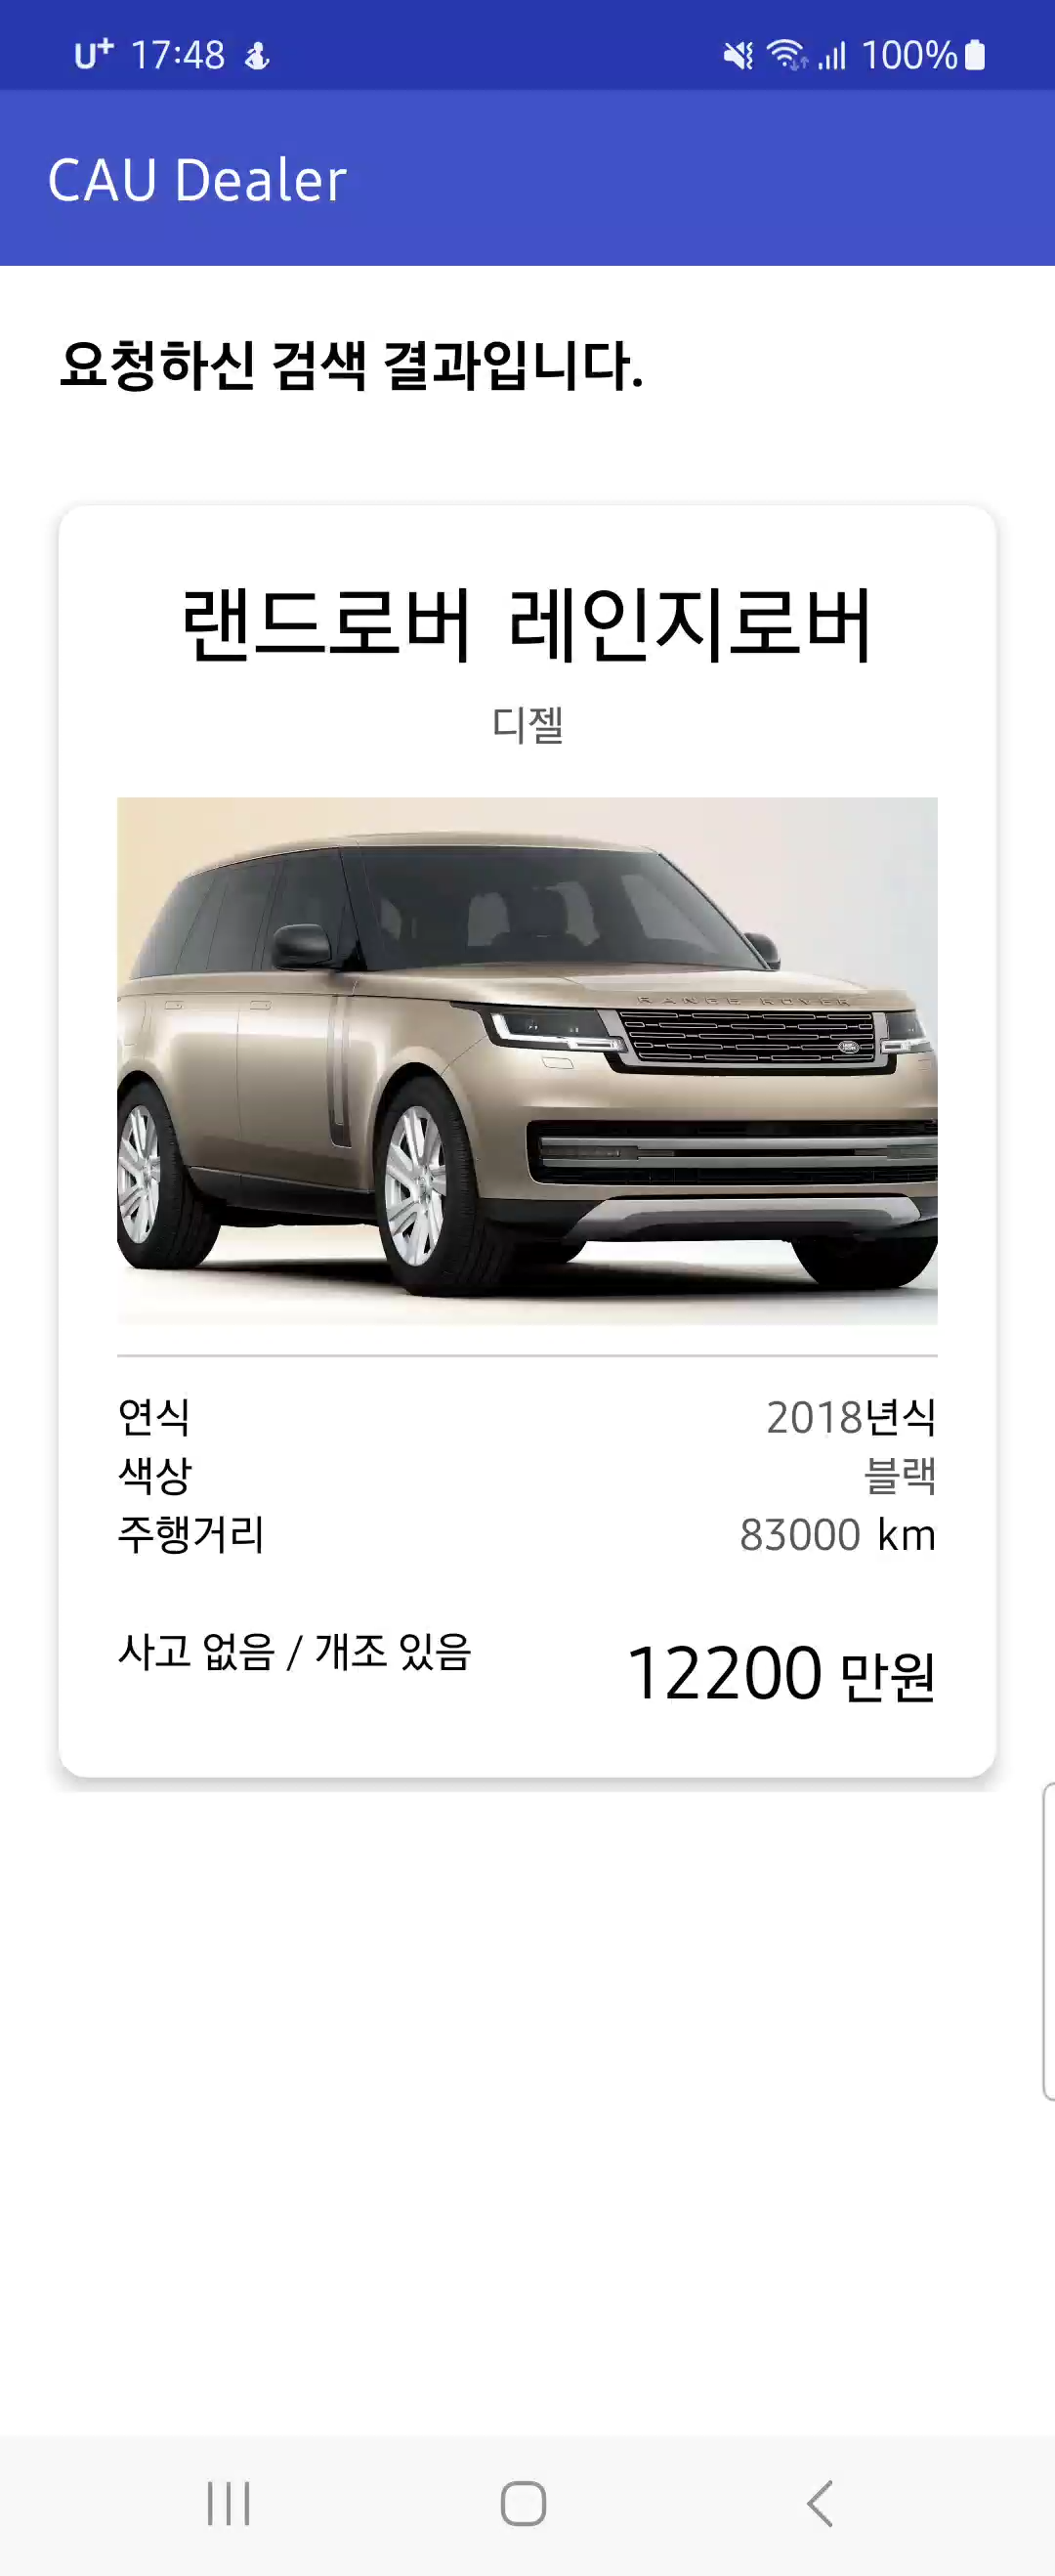 U+ 17:48 100%
CAU Dealer
요청하신 검색 결과입니다.
랜드로버 레인지로버
디젤
RANGE ROVER
연식 2018년식
색상 블랙
주행거리 83000 km
사고 없음 / 개조 있음 12200 만원